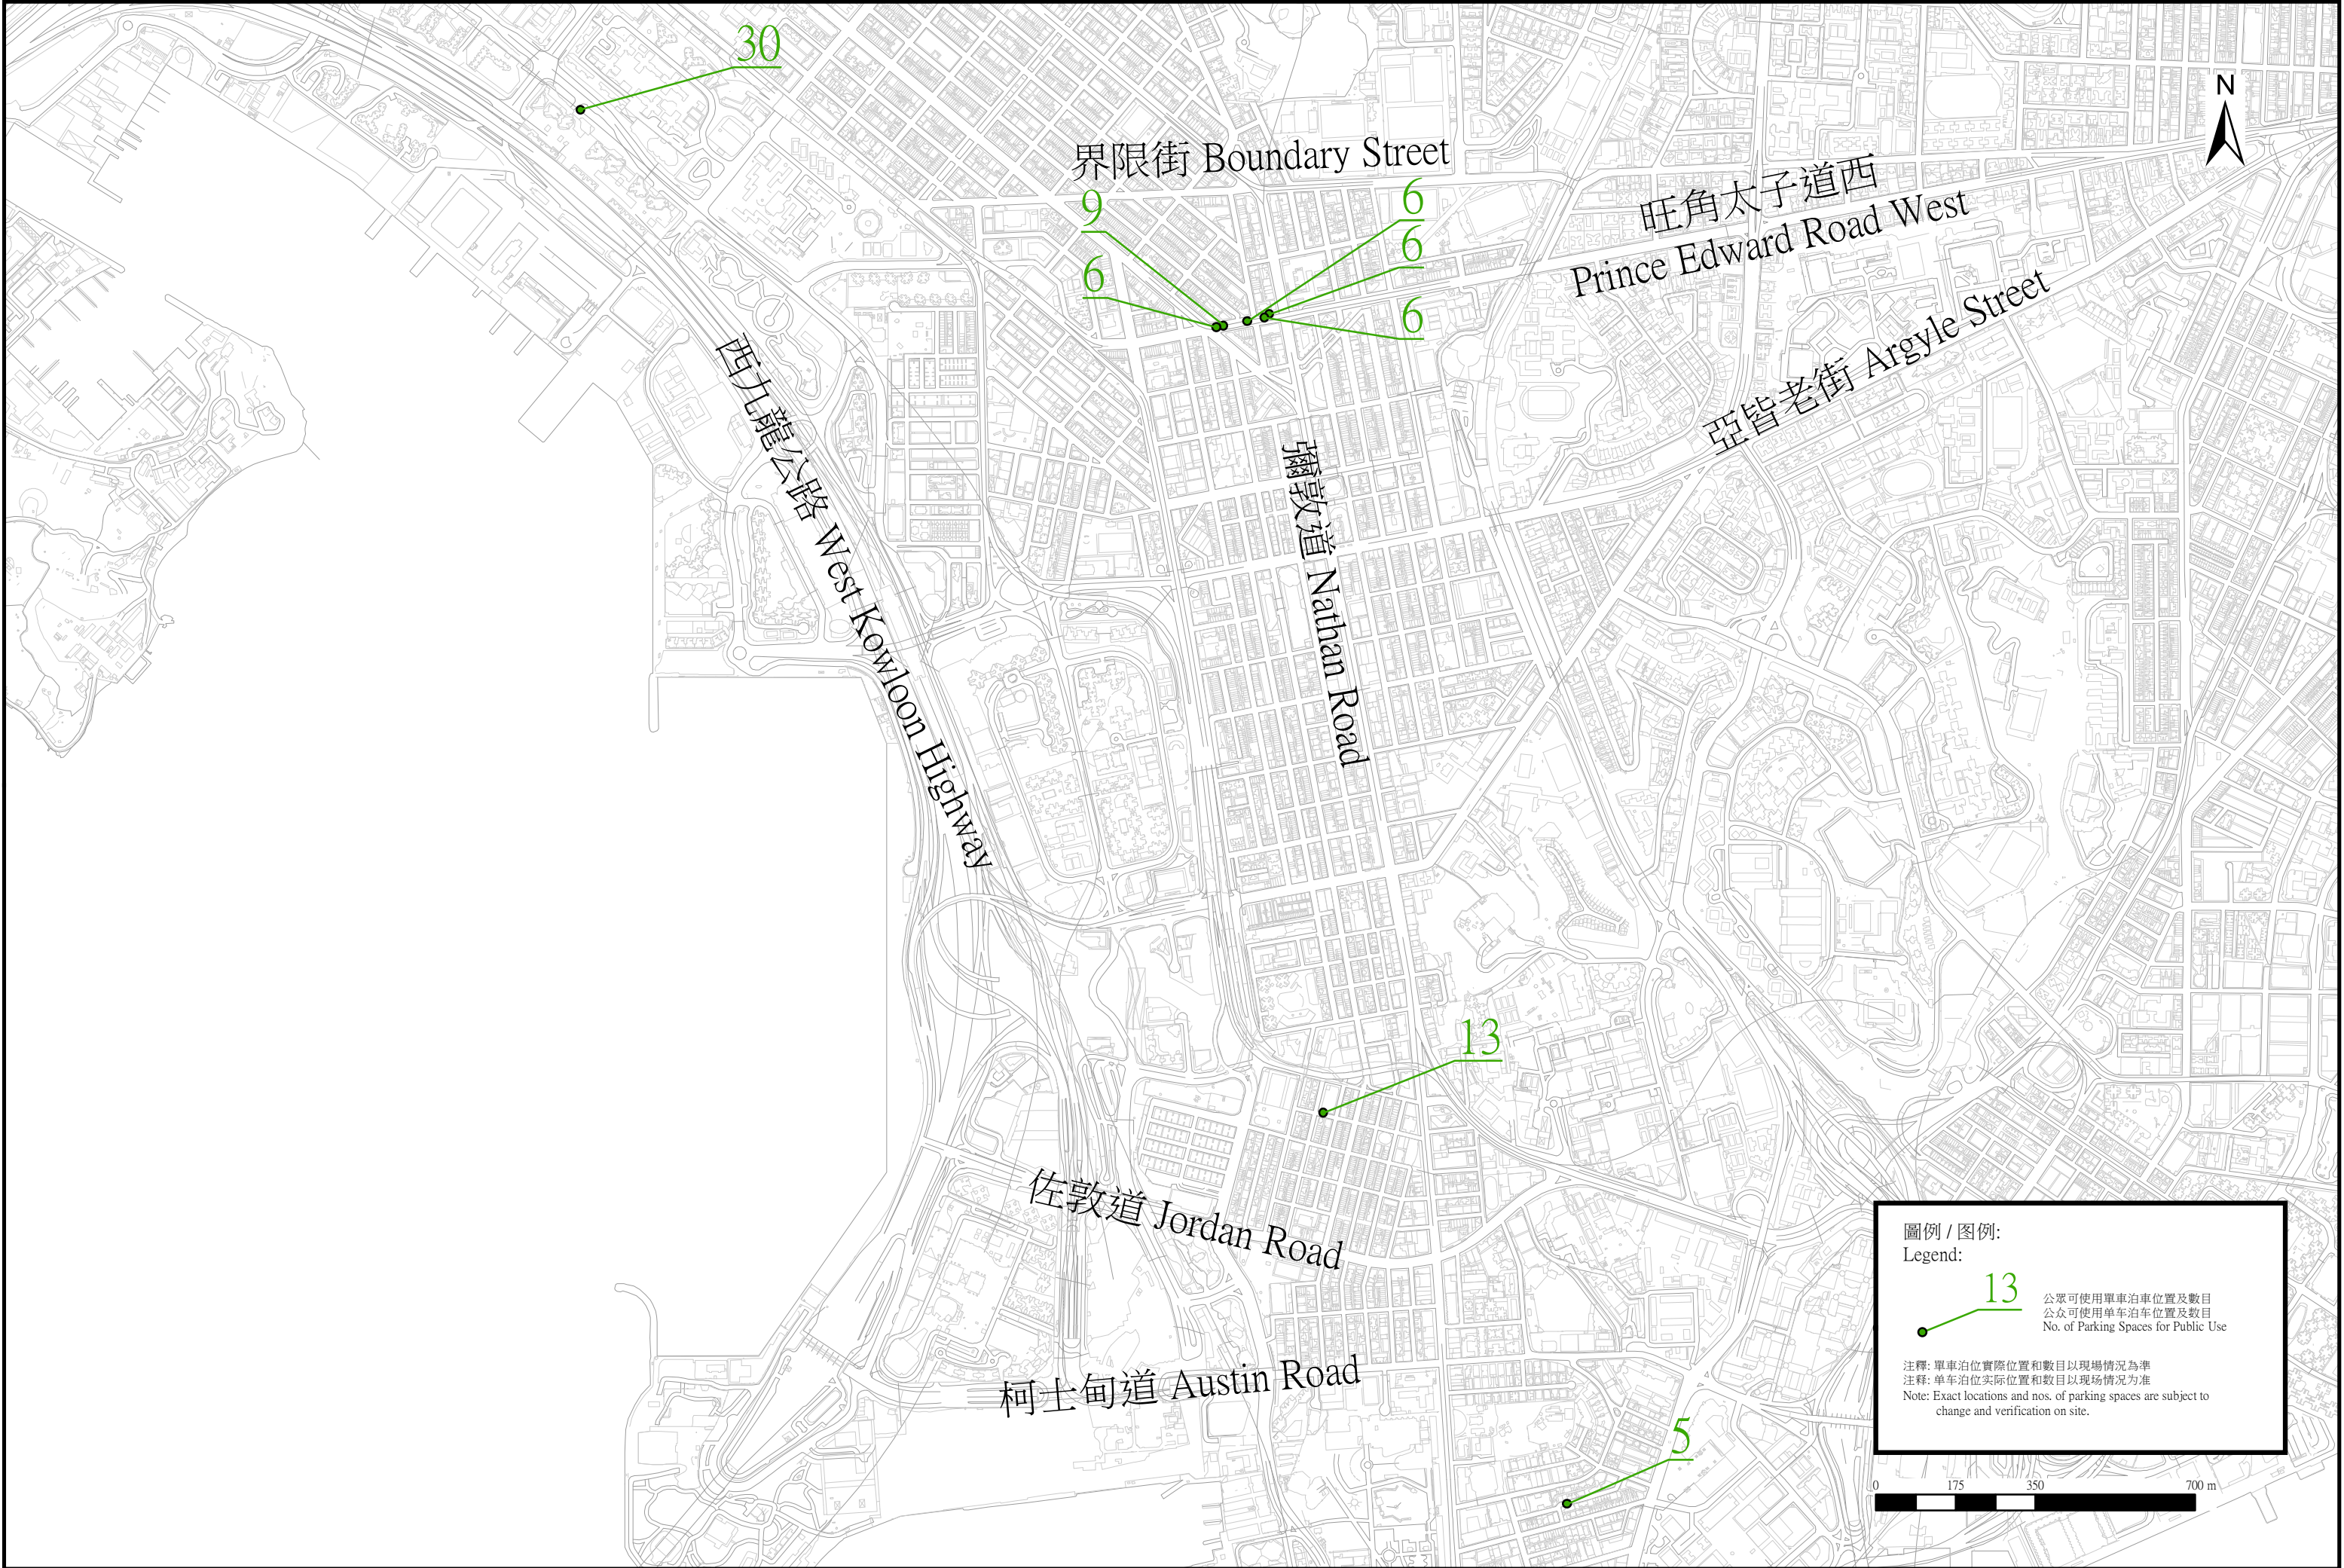 30
N
界限街 Boundary Street
旺角太子道西
Prince Edward Road West
9
6
6
6
6
亞皆老街 Argyle Street
西九龍公路 West Kowloon Highway
彌敦道 Nathan Road
13
佐敦道 Jordan Road
柯士甸道 Austin Road
5
圖例 / 图例:
Legend:
13
公眾可使用單車泊車位置及數目
公众可使用单车泊车位置及数目
No. of Parking Spaces for Public Use
注釋: 單車泊位實際位置和數目以現場情況為準
注释: 单车泊位实际位置和数目以现场情况为准
Note: Exact locations and nos. of parking spaces are subject to
change and verification on site.
0 175 350 700 m